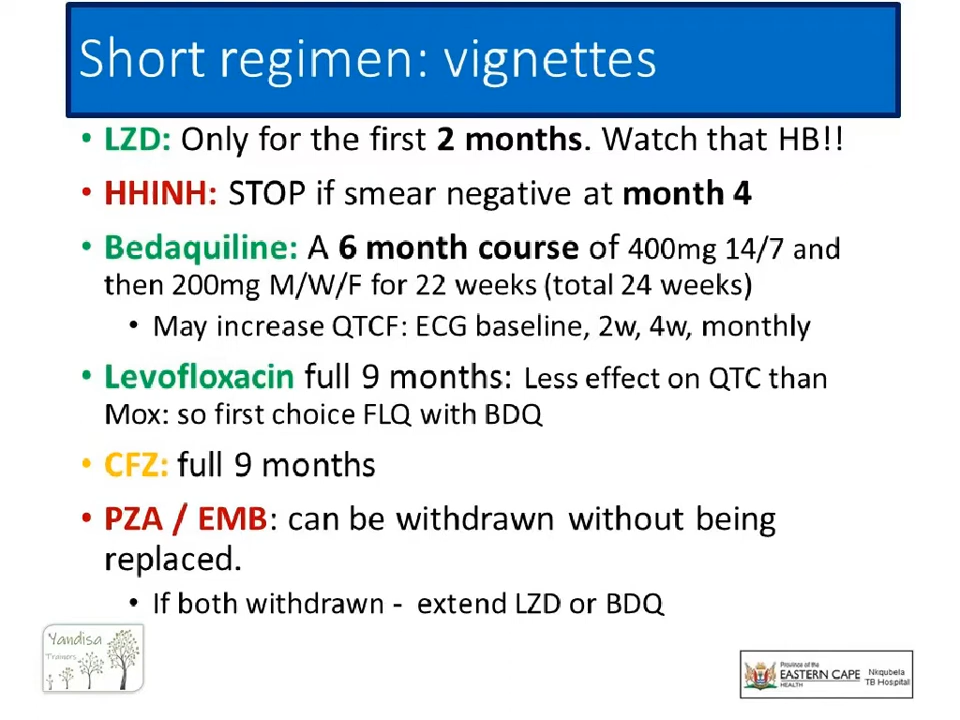 Short regimen: vignettes
• LZD: Only for the first 2 months. Watch that HB!!
• HHINH: STOP if smear negative at month 4
• Bedaquiline: A 6 month course of 400mg 14/7 and
then 200mg M/W/F for 22 weeks (total 24 weeks)
• May increase QTCF: ECG baseline, 2w, 4w, monthly
• Levofloxacin full 9 months: Less effect on QTC than
Mox: so first choice FLQ with BDQ
• CFZ: full 9 months
• PZA / EMB: can be withdrawn without being
replaced.
• If both withdrawn - extend LZD or BDQ
Yandisa
Trainers
Province of the
EASTERN CAPE
HEALTH
Nkqubela
TB Hospital